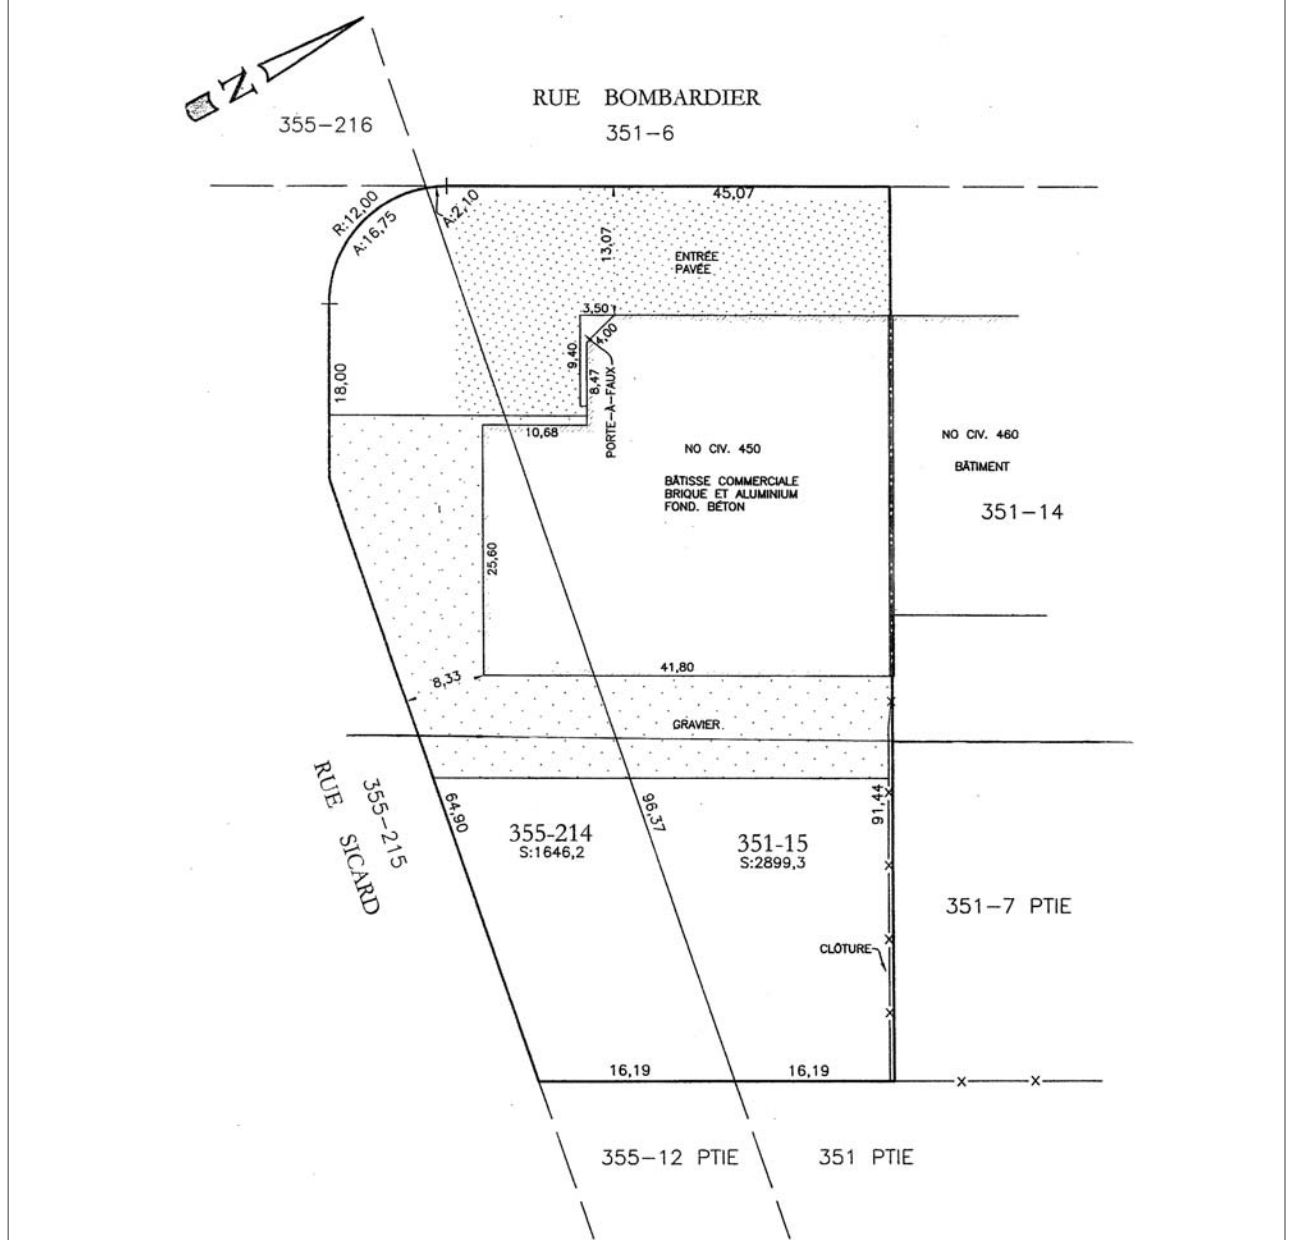 N
RUE BOMBARDIER
355-216
351-6
R:12,00
A:16,75
A:2,10
45,07
13,07
ENTRÉE
PAVÉE
3,50
4,00
9,40
8,47
18,00
PORTE-À-FAUX
10,68
NO CIV. 450
BÂTISSE COMMERCIALE
BRIQUE ET ALUMINIUM
FOND. BÉTON
NO CIV. 460
BÂTIMENT
351-14
25,60
41,80
8,33
GRAVIER
RUE SICARD
355-215
64,90
96,37
91,44
355-214
S:1646,2
351-15
S:2899,3
351-7 PTIE
CLÔTURE
16,19
16,19
355-12 PTIE
351 PTIE